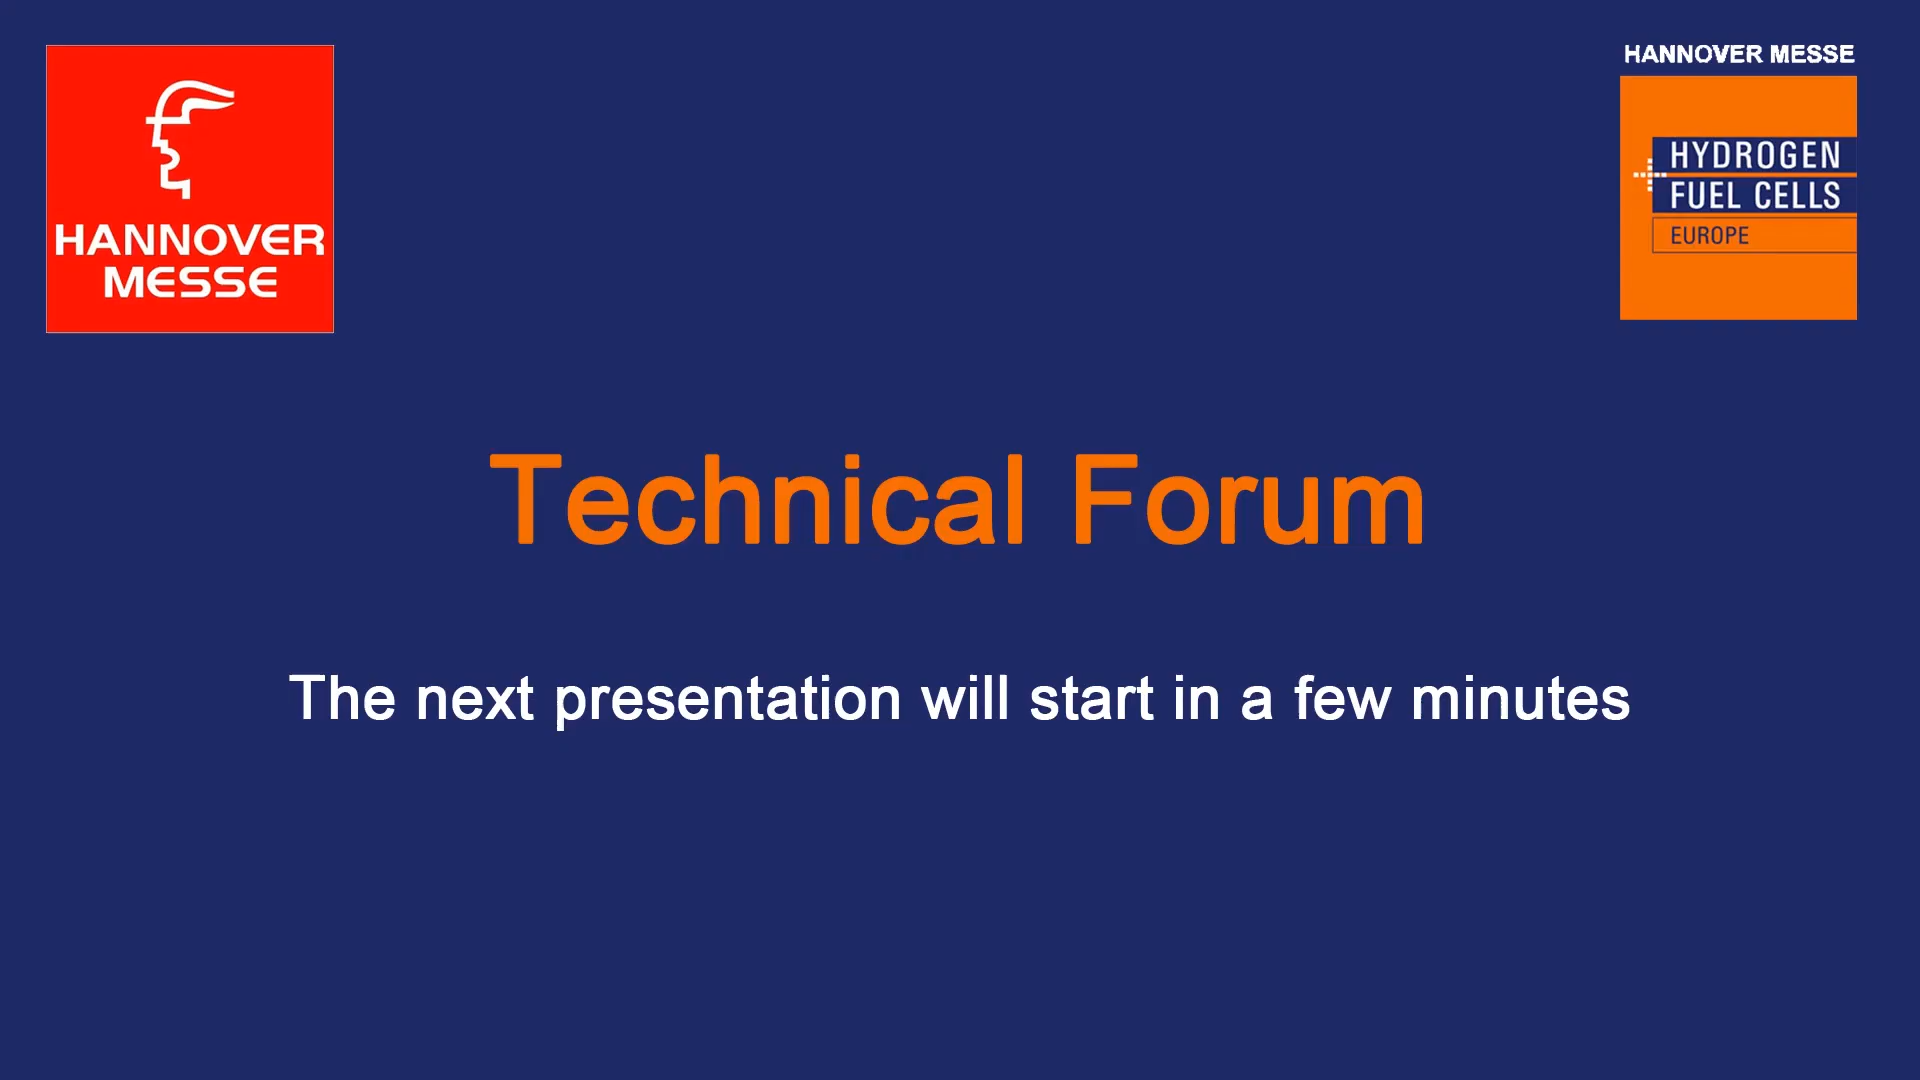 HANNOVER
MESSE
HANNOVER MESSE
HYDROGEN
FUEL CELLS
EUROPE
Technical Forum
The next presentation will start in a few minutes